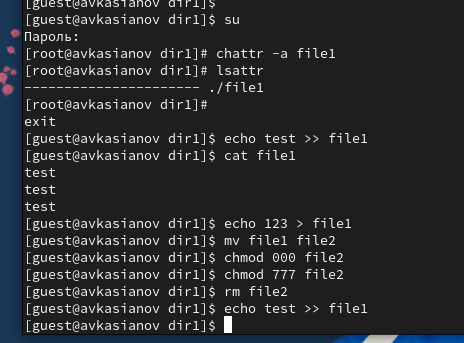 [guest@avkasianov dir1]$
[guest@avkasianov dir1]$ su
Пароль:
[root@avkasianov dir1]# chattr -a file1
[root@avkasianov dir1]# lsattr
---------------------- ./file1
[root@avkasianov dir1]#
exit
[guest@avkasianov dir1]$ echo test >> file1
[guest@avkasianov dir1]$ cat file1
test
test
test
[guest@avkasianov dir1]$ echo 123 > file1
[guest@avkasianov dir1]$ mv file1 file2
[guest@avkasianov dir1]$ chmod 000 file2
[guest@avkasianov dir1]$ chmod 777 file2
[guest@avkasianov dir1]$ rm file2
[guest@avkasianov dir1]$ echo test >> file1
[guest@avkasianov dir1]$